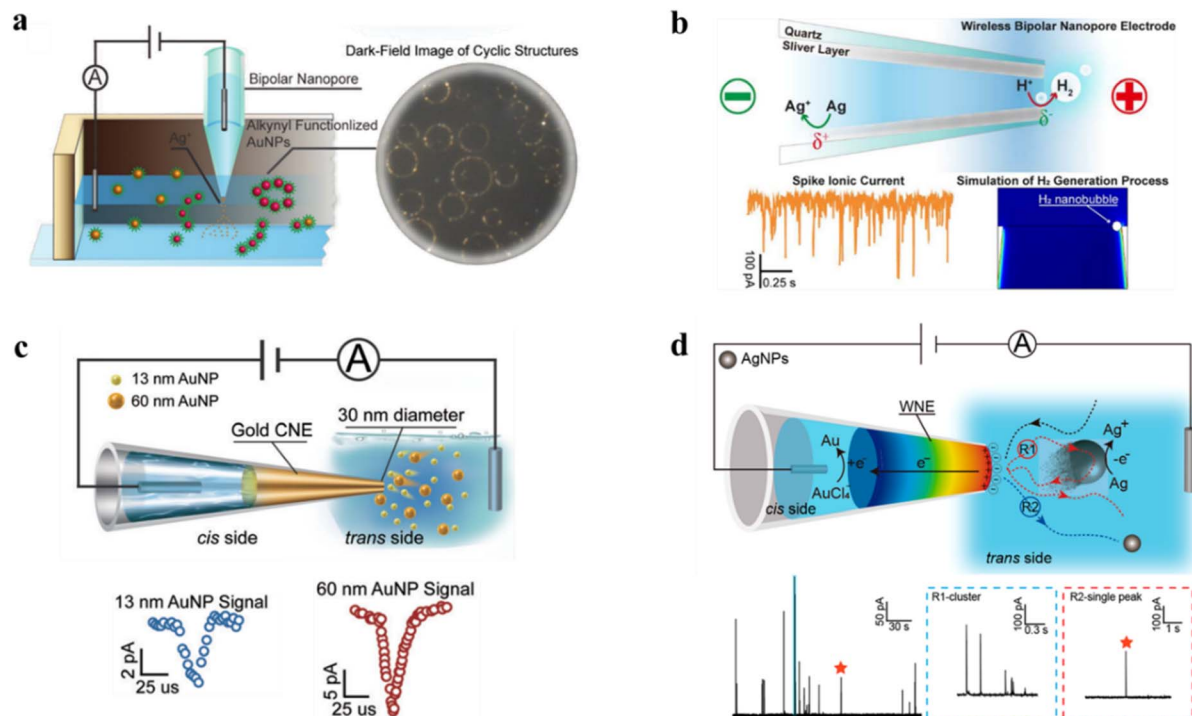 a
A
Bipolar Nanopore
Ag⁺
Alkynyl Functionlized
AuNPs
Dark-Field Image of Cyclic Structures
b
Wireless Bipolar Nanopore Electrode
Quartz
Sliver Layer
H⁺
H₂
Ag⁺
Ag
δ⁺
δ⁻
Spike Ionic Current
100 pA
0.25 s
Simulation of H₂ Generation Process
H₂ nanobubble
c
A
13 nm AuNP
60 nm AuNP
30 nm diameter
Gold CNE
cis side
trans side
13 nm AuNP Signal
2 pA
25 us
60 nm AuNP Signal
5 pA
25 us
d
A
AgNPs
WNE
Au
+e⁻
AuCl₄⁻
e⁻
cis side
R1
R2
Ag⁺
-e⁻
Ag
trans side
50 pA
30 s
R1-cluster
100 pA
0.3 s
R2-single peak
100 pA
1 s